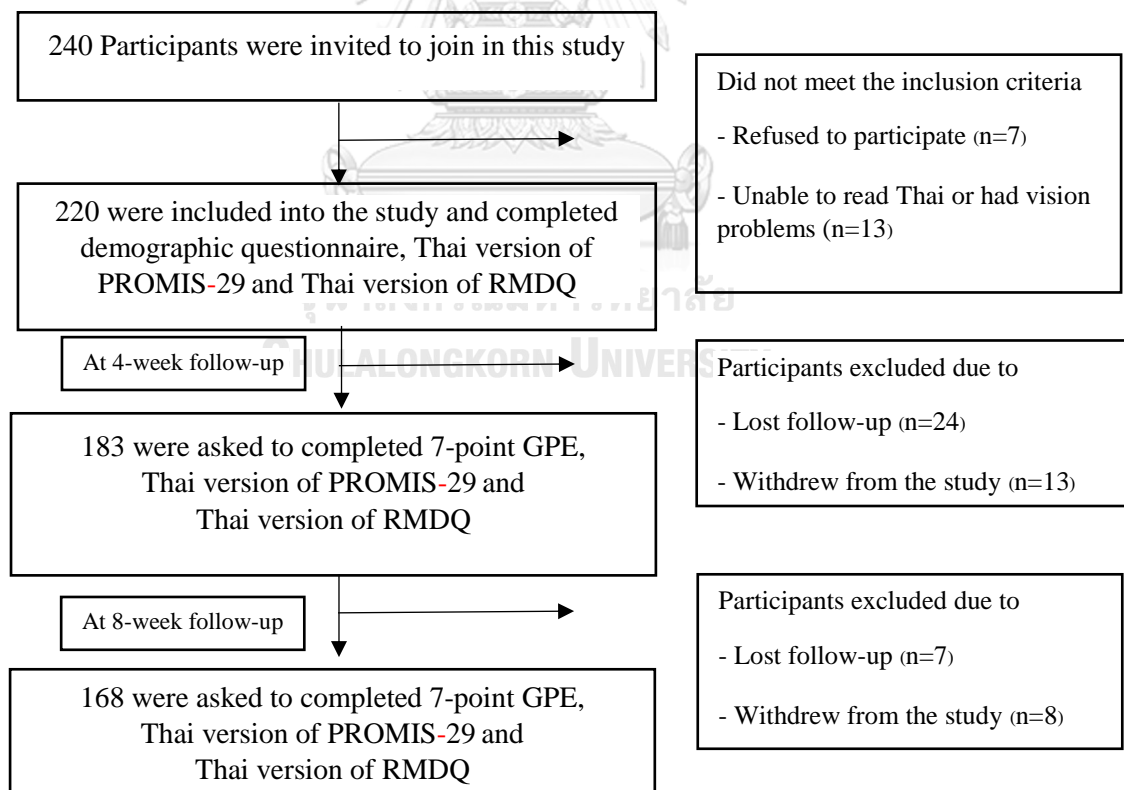 240 Participants were invited to join in this study
Did not meet the inclusion criteria
- Refused to participate (n=7)
- Unable to read Thai or had vision
problems (n=13)
220 were included into the study and completed
demographic questionnaire, Thai version of
PROMIS-29 and Thai version of RMDQ
At 4-week follow-up
HULALONGKORN UNIVERS
Participants excluded due to
- Lost follow-up (n=24)
- Withdrew from the study (n=13)
183 were asked to completed 7-point GPE,
Thai version of PROMIS-29 and
Thai version of RMDQ
At 8-week follow-up
Participants excluded due to
- Lost follow-up (n=7)
- Withdrew from the study (n=8)
168 were asked to completed 7-point GPE,
Thai version of PROMIS-29 and
Thai version of RMDQ